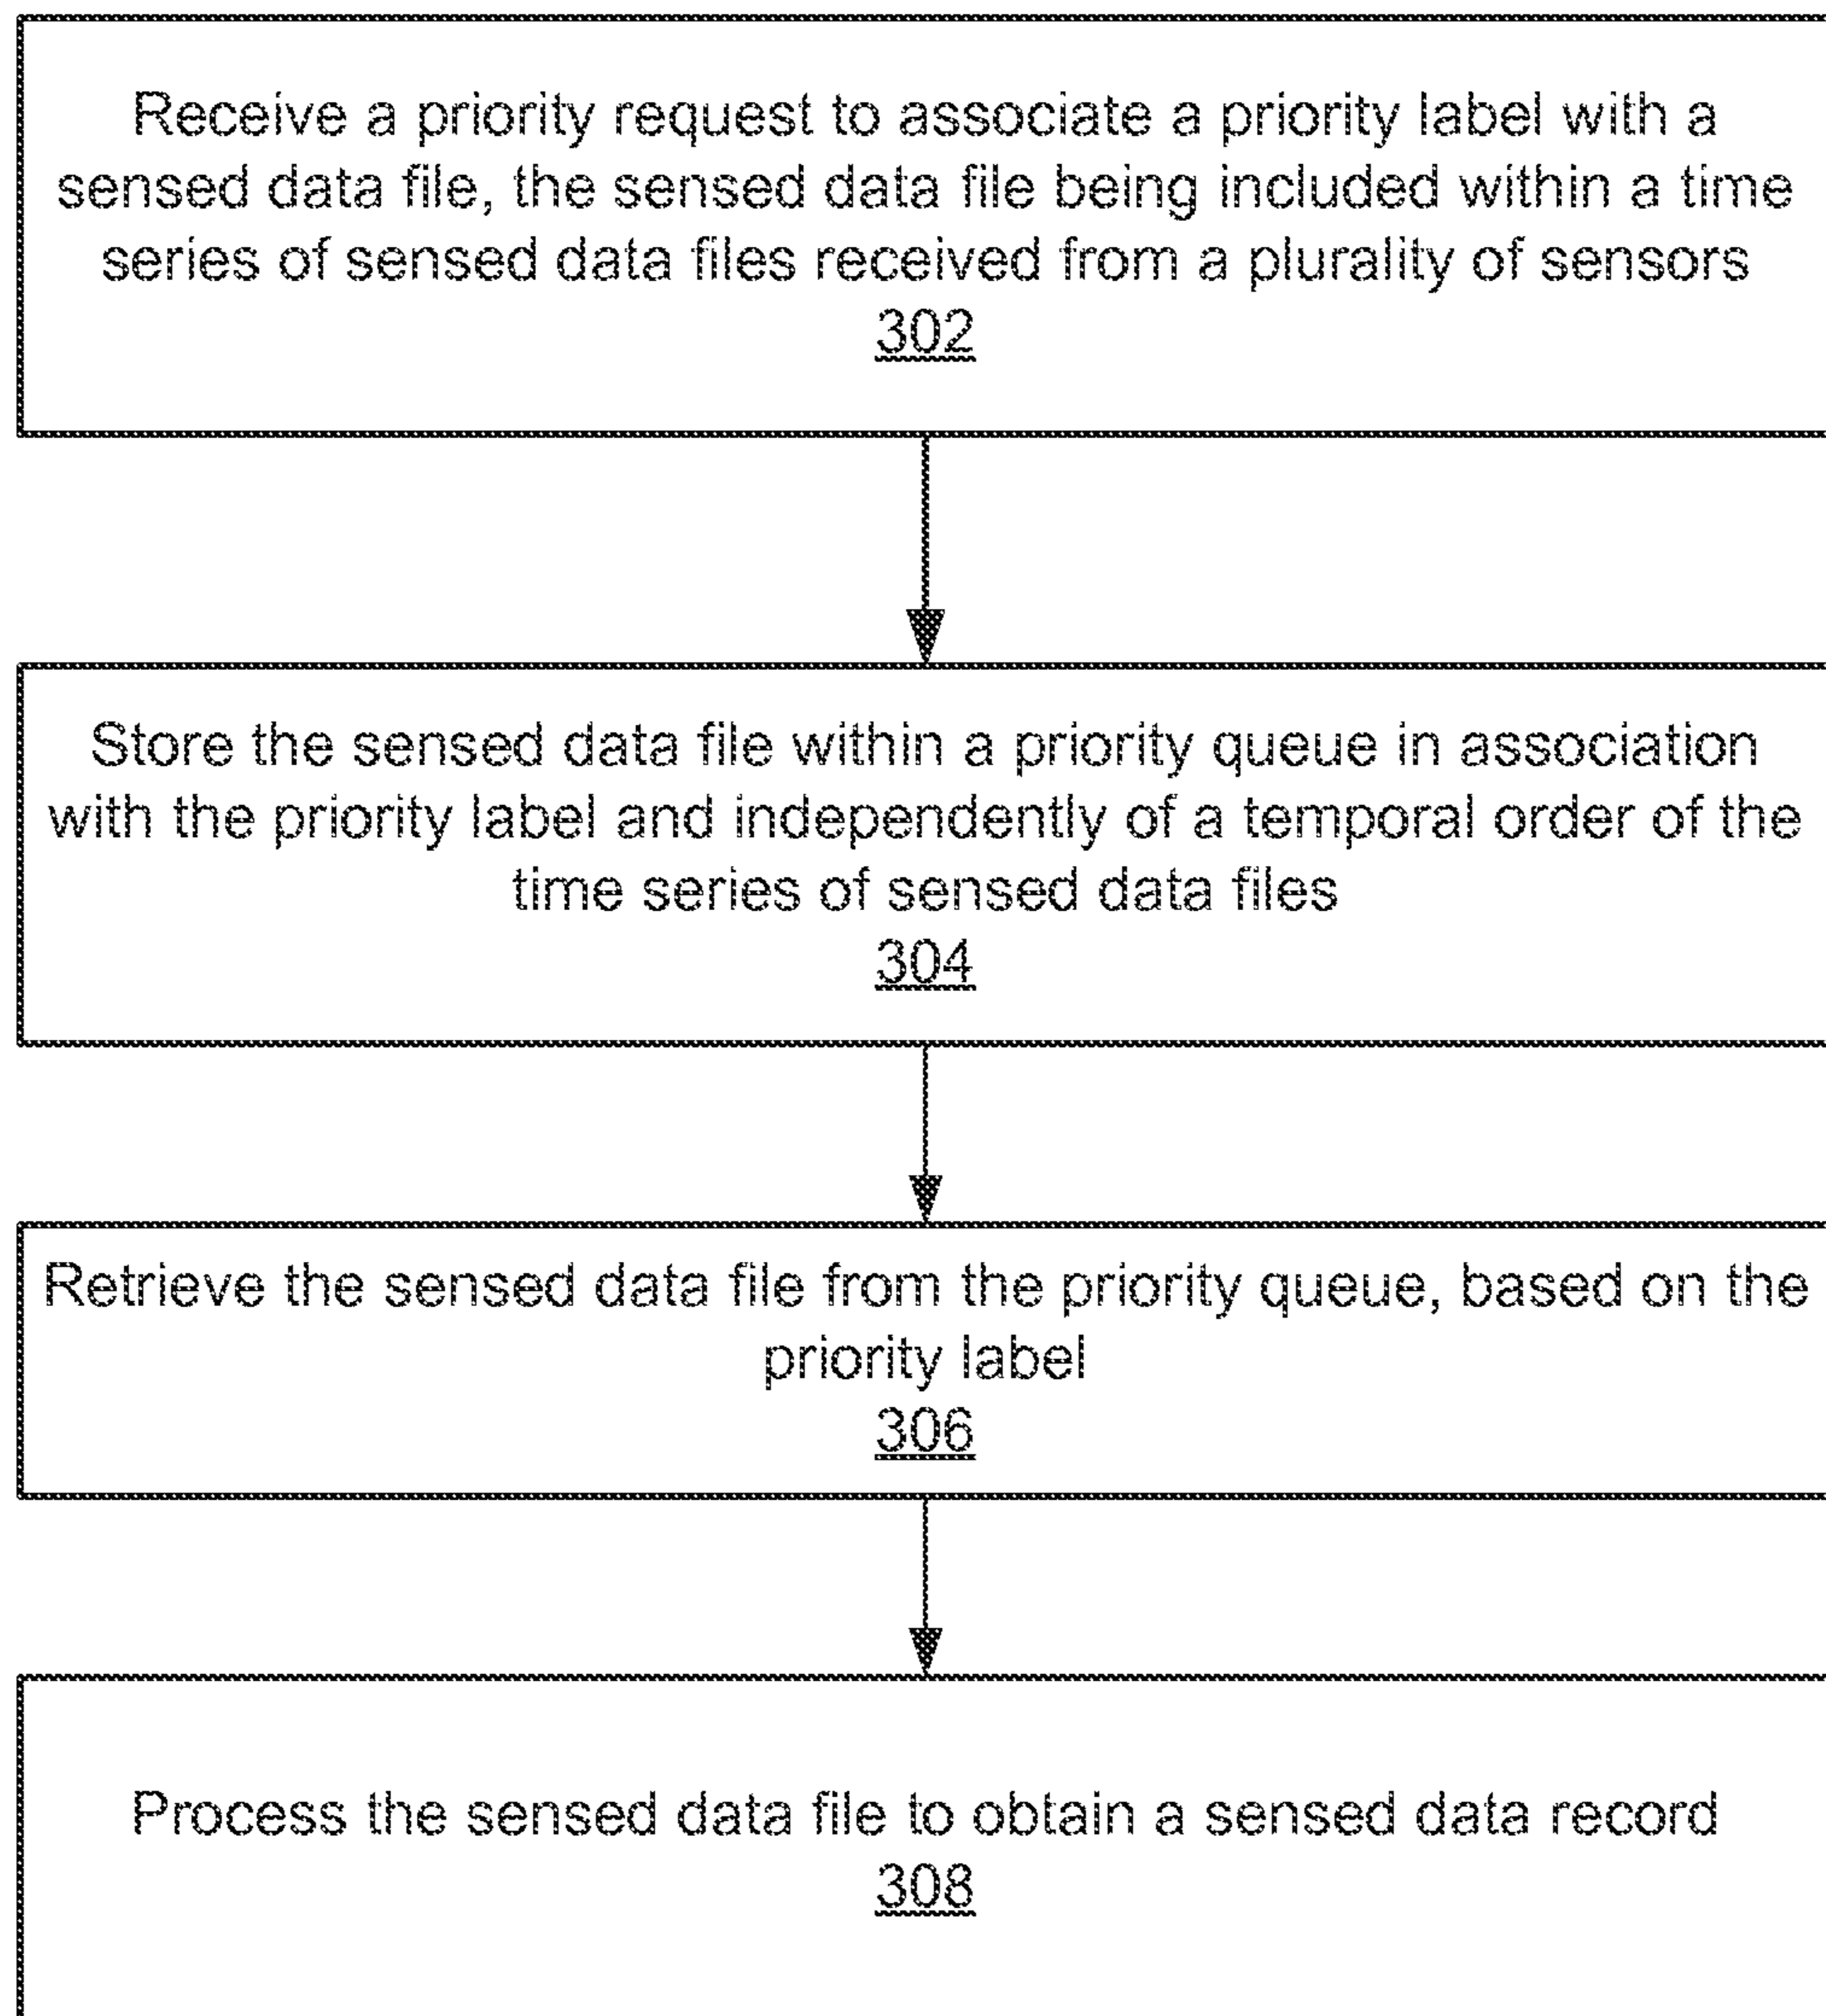 Receive a priority request to associate a priority label with a
sensed data file, the sensed data file being included within a time
series of sensed data files received from a plurality of sensors
302
Store the sensed data file within a priority queue in association
with the priority label and independently of a temporal order of the
time series of sensed data files
304
Retrieve the sensed data file from the priority queue, based on the
priority label
306
Process the sensed data file to obtain a sensed data record
308